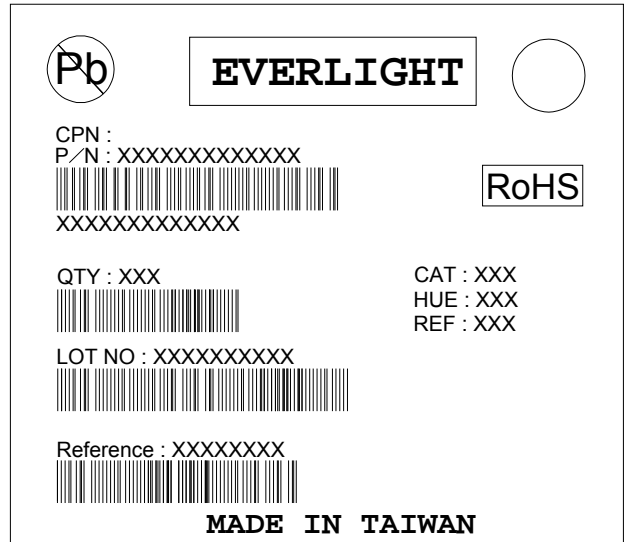 Pb
EVERLIGHT
CPN :
P/N : XXXXXXXXXXXXX
RoHS
XXXXXXXXXXXXX
QTY : XXX
CAT : XXX
HUE : XXX
REF : XXX
LOT NO : XXXXXXXXXX
Reference : XXXXXXXX
MADE IN TAIWAN